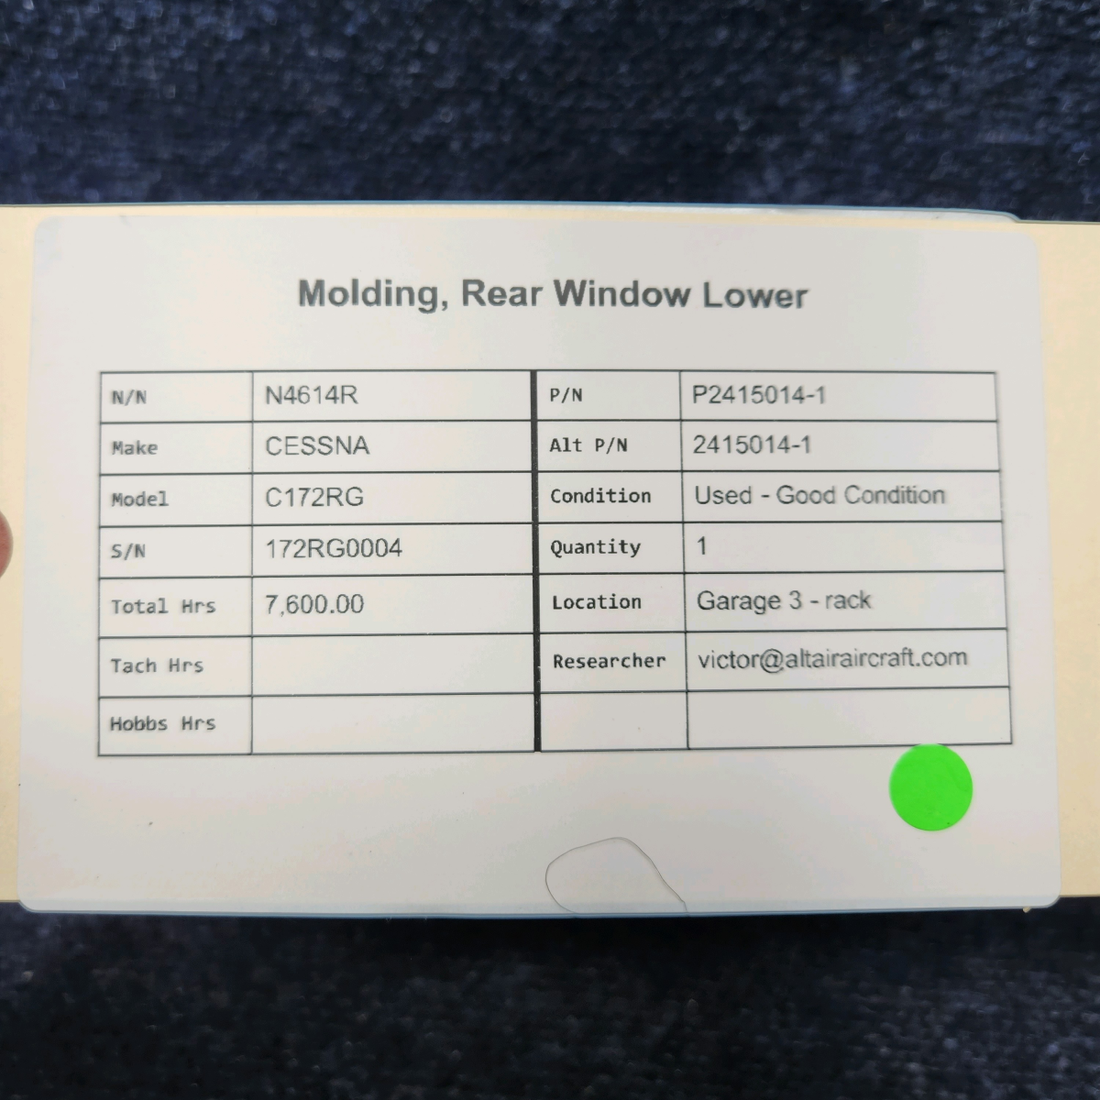 Molding, Rear Window Lower
N/N N4614R P/N P2415014-1
Make CESSNA Alt P/N 2415014-1
Model C172RG Condition Used - Good Condition
S/N 172RG0004 Quantity 1
Total Hrs 7,600.00 Location Garage 3 - rack
Tach Hrs Researcher victor@altairaircraft.com
Hobbs Hrs